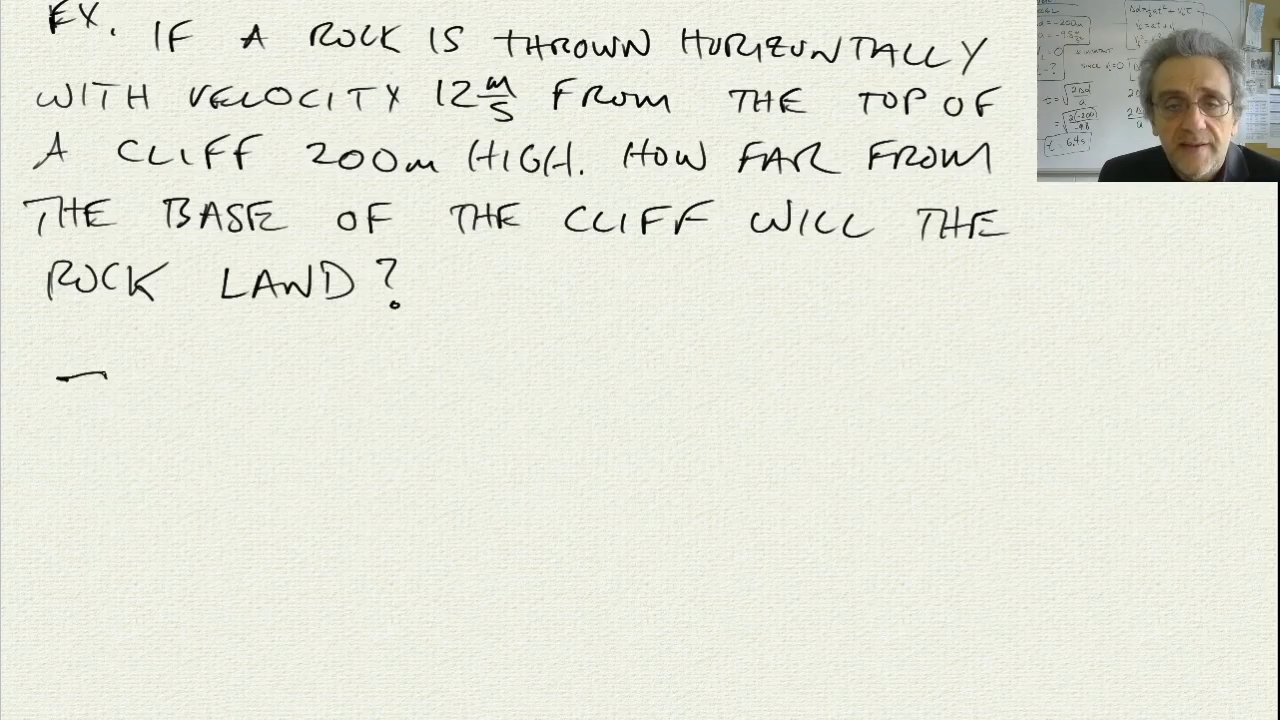 EX. IF A ROCK IS THROWN HORIZONTALLY
WITH VELOCITY 12 m/s FROM THE TOP OF
A CLIFF 200m HIGH. HOW FAR FROM
THE BASE OF THE CLIFF WILL THE
ROCK LAND?